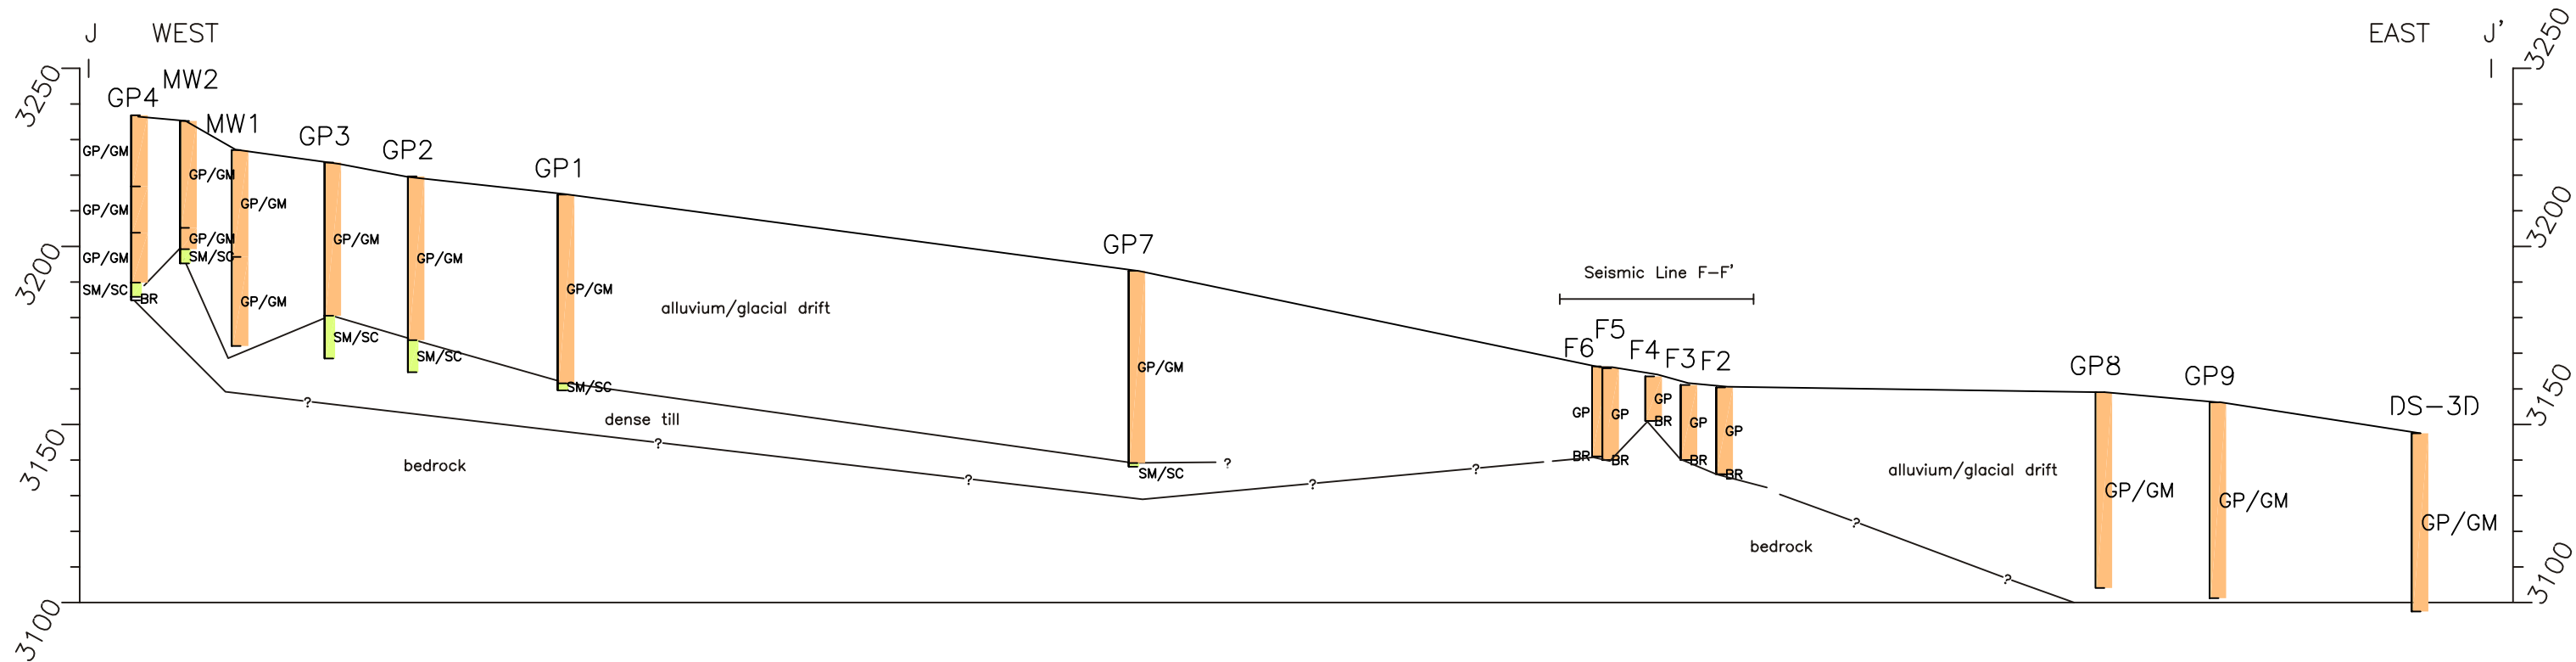 J WEST EAST J'
3250 3250
MW2
GP4
MW1
GP3
GP2
GP1
GP/GM
GP/GM
GP/GM
GP/GM
GP/GM
GP/GM
SM/SC
GP/GM
SM/SC
BR
GP/GM
GP/GM
SM/SC
GP/GM
SM/SC
GP/GM
SM/SC
3200 3200
GP7
GP/GM
SM/SC
alluvium/glacial drift
dense till
bedrock
? ? ? ? ? ? ?
Seismic Line F-F'
F6
F5
F4
F3
F2
GP
GP
GP
GP
GP
BR
BR
BR
BR
BR
GP8
GP9
DS-3D
GP/GM
GP/GM
GP/GM
alluvium/glacial drift
bedrock
? ?
3150 3150
3100 3100